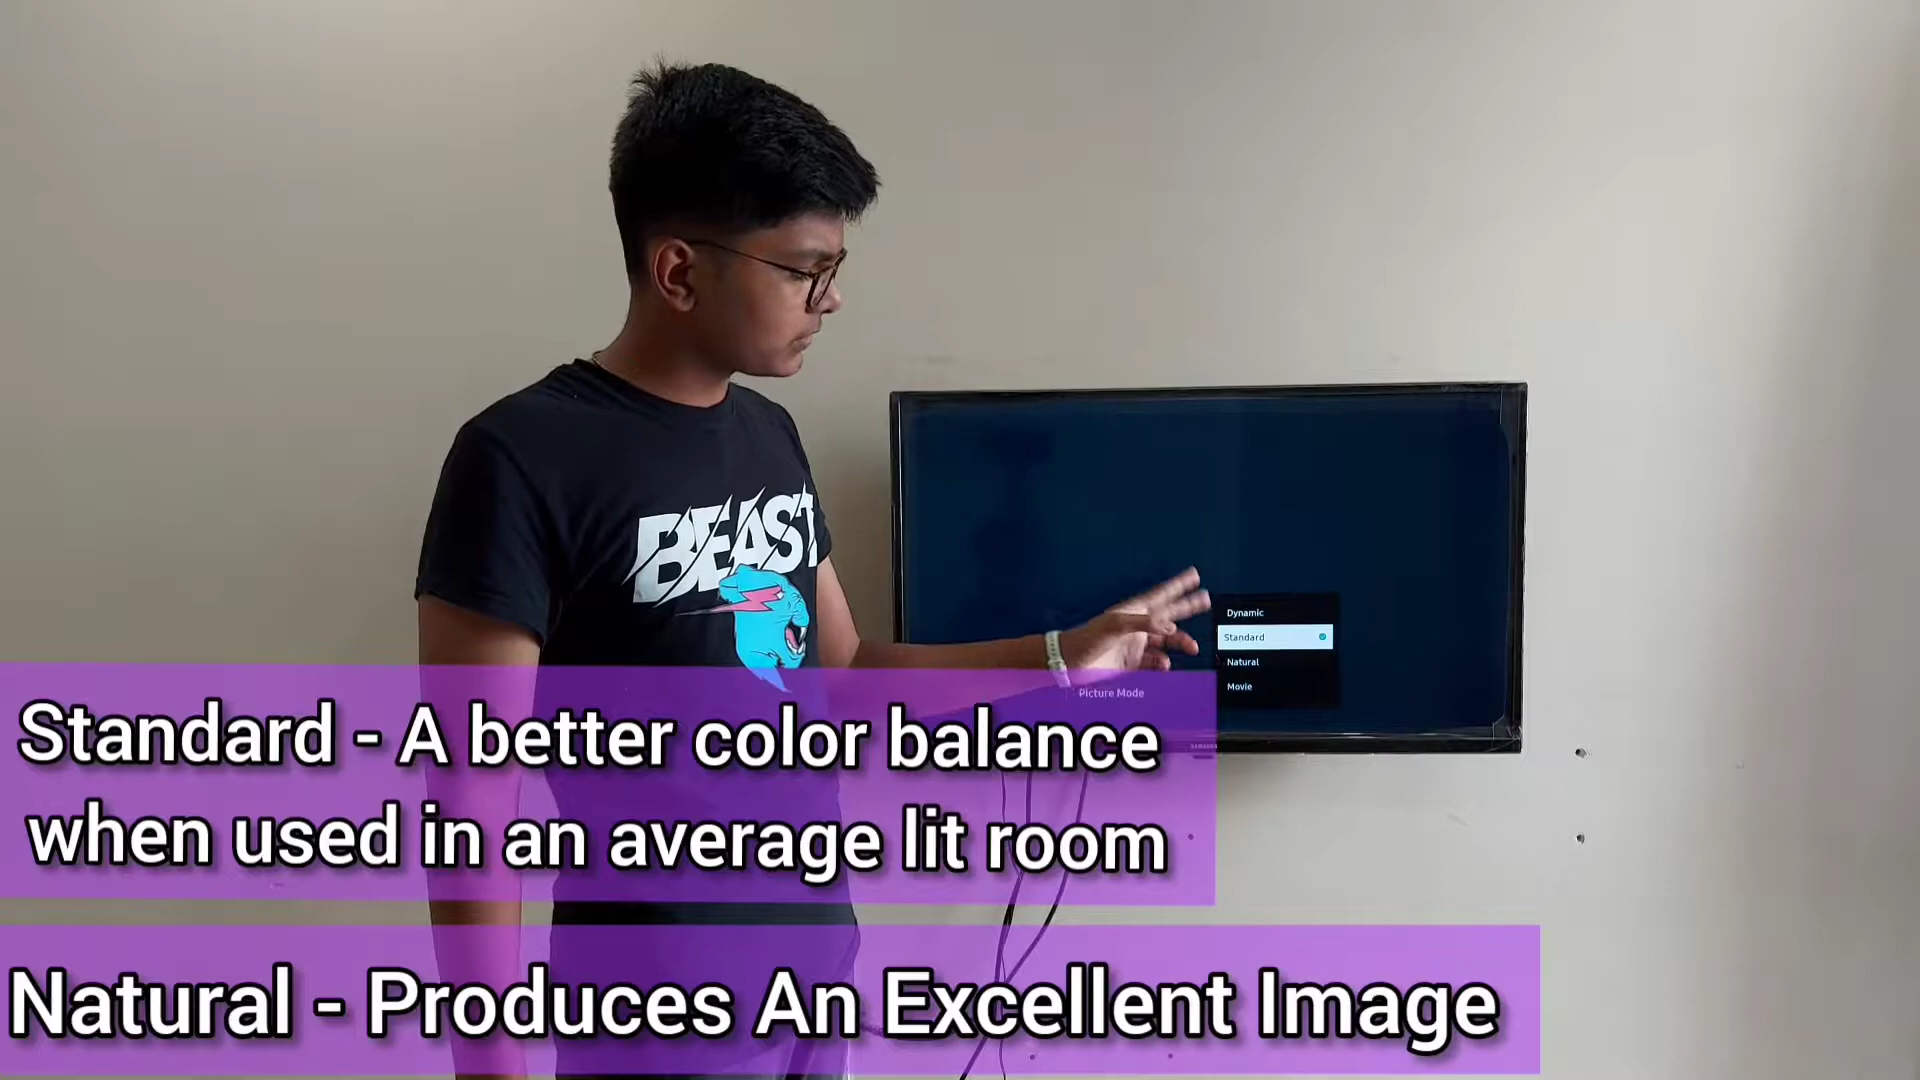 BEAST
Dynamic
Standard
Natural
Movie
Picture Mode
SAMSUNG
Standard - A better color balance
when used in an average lit room
Natural - Produces An Excellent Image